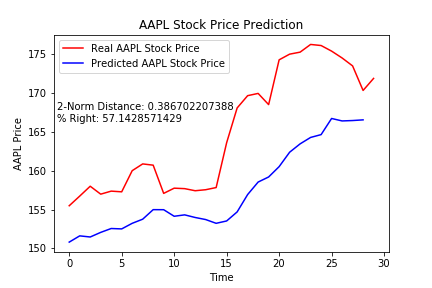 AAPL Stock Price Prediction
Real AAPL Stock Price
Predicted AAPL Stock Price
2-Norm Distance: 0.386702207388
% Right: 57.1428571429
AAPL Price
175
170
165
160
155
150
0 5 10 15 20 25 30
Time